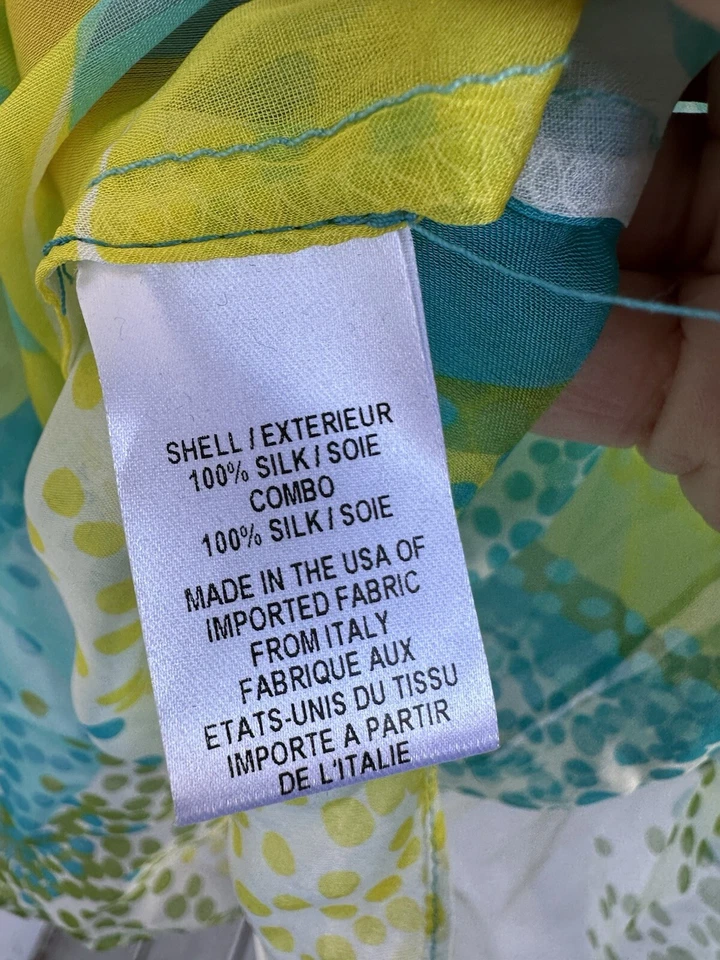 SHELL / EXTERIEUR
100% SILK / SOIE
COMBO
100% SILK / SOIE
MADE IN THE USA OF
IMPORTED FABRIC
FROM ITALY
FABRIQUE AUX
ETATS-UNIS DU TISSU
IMPORTE A PARTIR
DE L'ITALIE